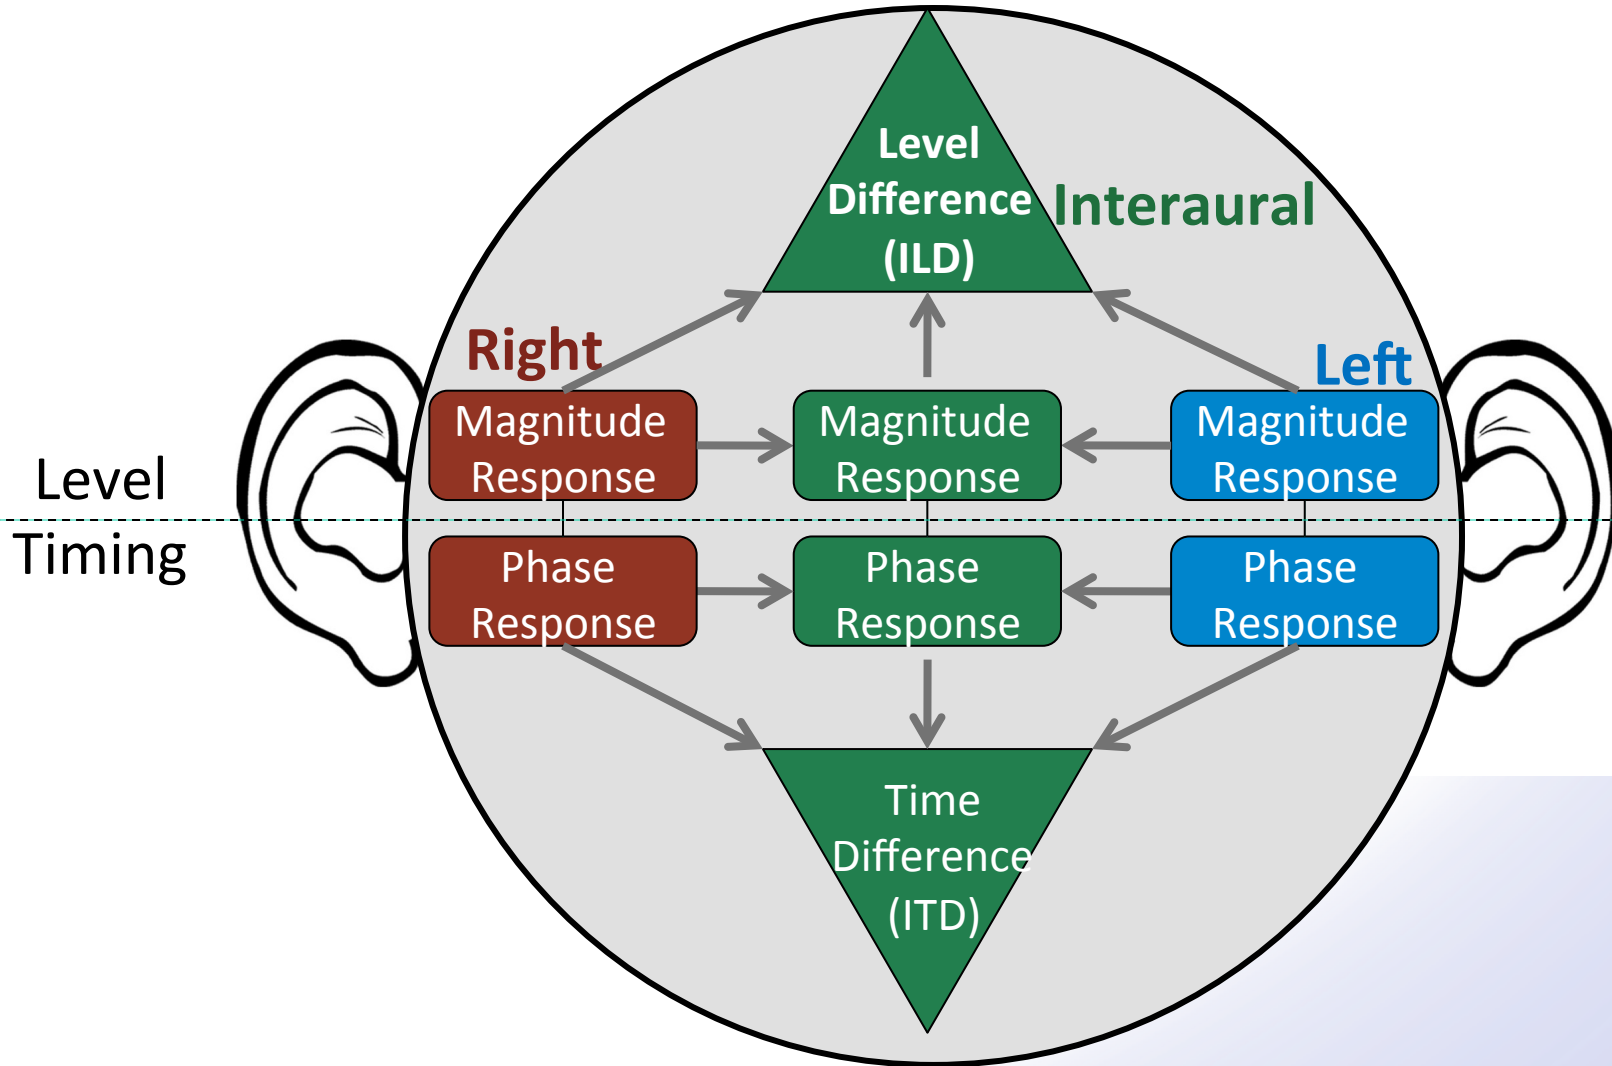 Level
Difference
(ILD)
Interaural
Right
Left
Magnitude
Response
Magnitude
Response
Magnitude
Response
Level
Timing
Phase
Response
Phase
Response
Phase
Response
Time
Difference
(ITD)